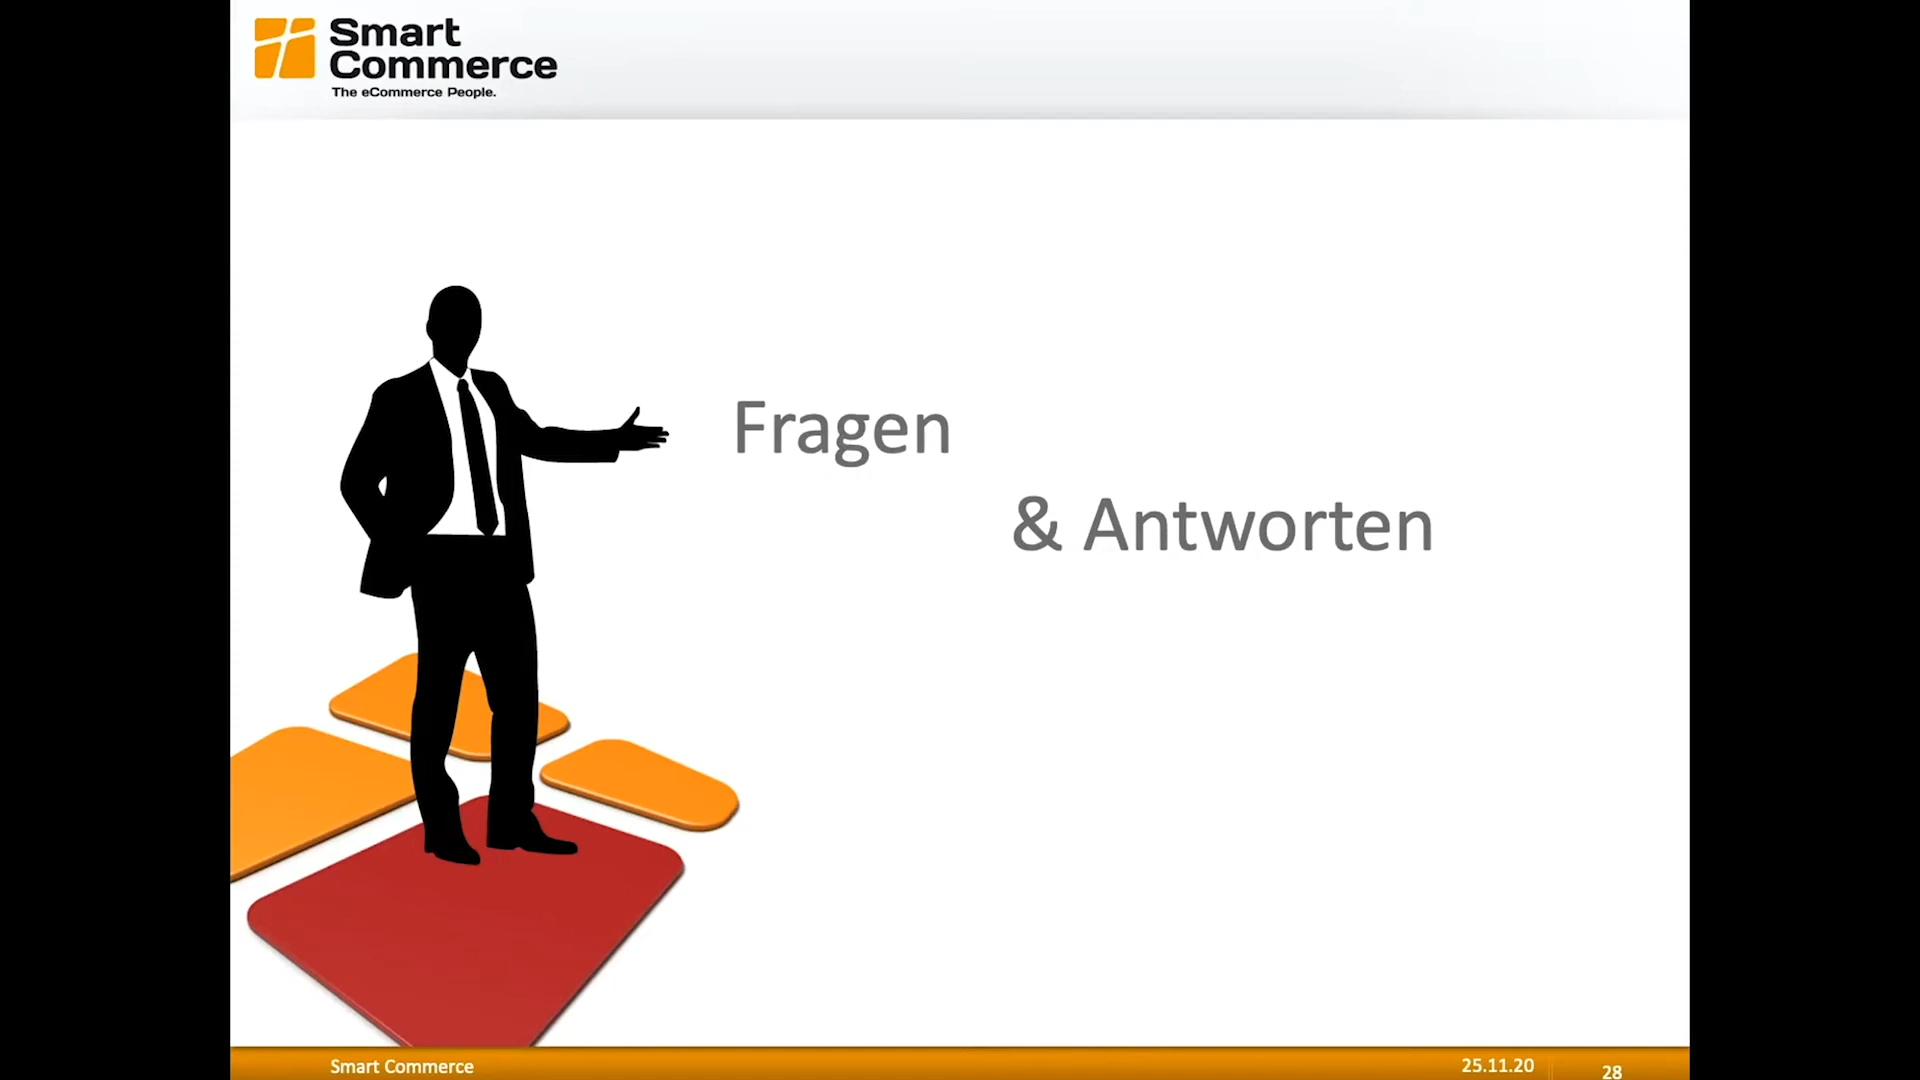 Smart
Commerce
The eCommerce People.
Fragen
& Antworten
Smart Commerce
25.11.20
28